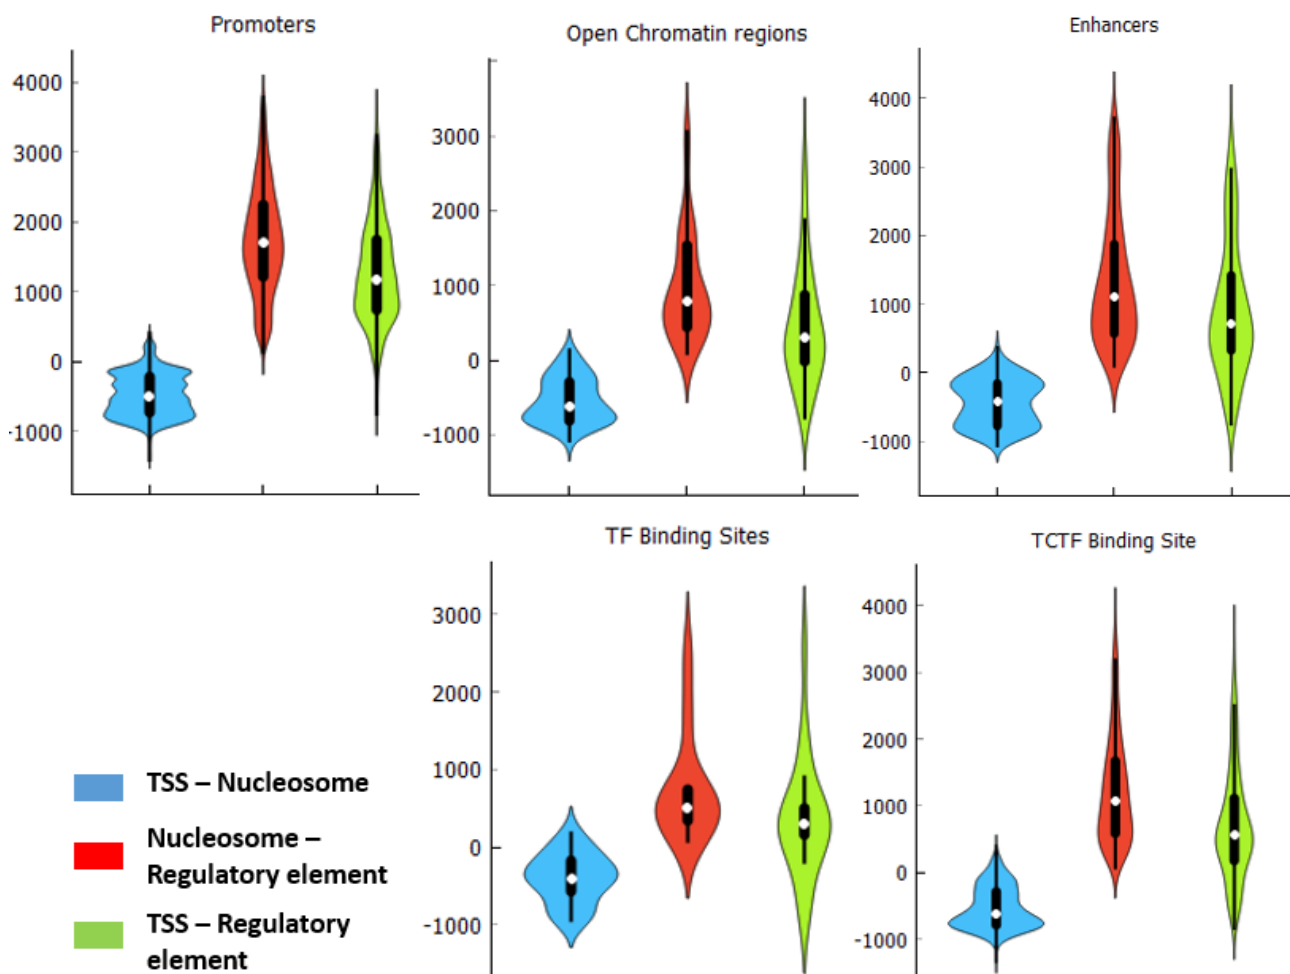 Promoters
4000
3000
2000
1000
0
-1000
Open Chromatin regions
3000
2000
1000
0
-1000
Enhancers
4000
3000
2000
1000
0
-1000
TF Binding Sites
3000
2000
1000
0
-1000
TCTF Binding Site
4000
3000
2000
1000
0
-1000
TSS – Nucleosome
Nucleosome –
Regulatory element
TSS – Regulatory
element